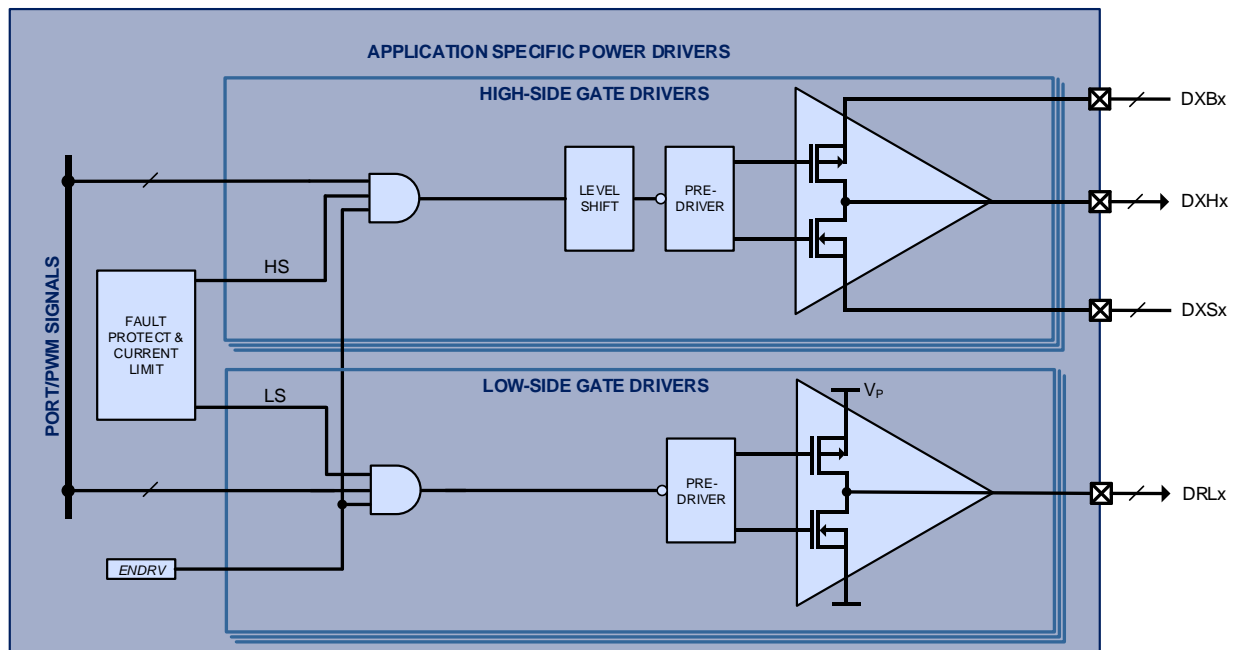 APPLICATION SPECIFIC POWER DRIVERS
HIGH-SIDE GATE DRIVERS
DXBx
LEVEL
SHIFT
PRE-
DRIVER
DXHx
HS
DXSx
PORT/PWM SIGNALS
FAULT
PROTECT &
CURRENT
LIMIT
LOW-SIDE GATE DRIVERS
LS
VP
PRE-
DRIVER
DRLx
ENDRV